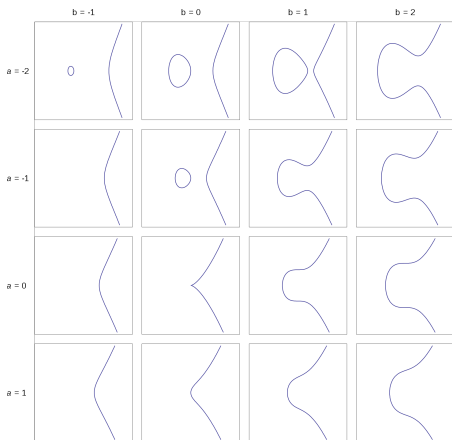 b = -1 b = 0 b = 1 b = 2
a = -2
a = -1
a = 0
a = 1